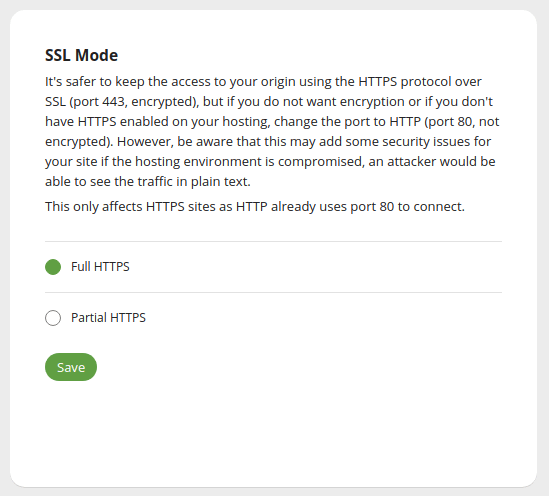 SSL Mode
It's safer to keep the access to your origin using the HTTPS protocol over
SSL (port 443, encrypted), but if you do not want encryption or if you don't
have HTTPS enabled on your hosting, change the port to HTTP (port 80, not
encrypted). However, be aware that this may add some security issues for
your site if the hosting environment is compromised, an attacker would be
able to see the traffic in plain text.
This only affects HTTPS sites as HTTP already uses port 80 to connect.
Full HTTPS
Partial HTTPS
Save